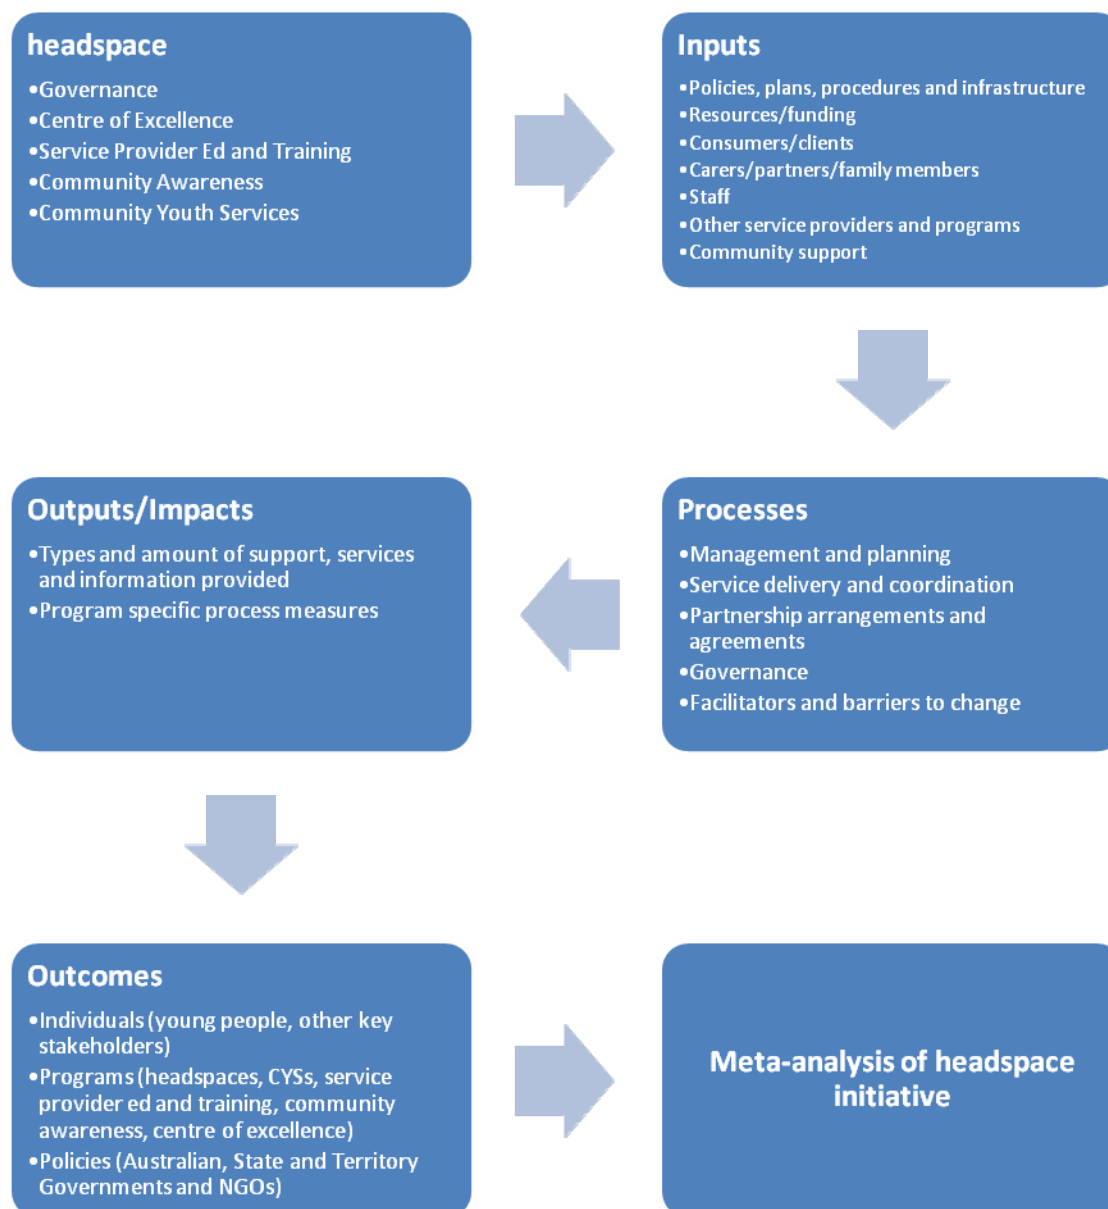 headspace
•Governance
•Centre of Excellence
•Service Provider Ed and Training
•Community Awareness
•Community Youth Services
Inputs
•Policies, plans, procedures and infrastructure
•Resources/funding
•Consumers/clients
•Carers/partners/family members
•Staff
•Other service providers and programs
•Community support
Processes
•Management and planning
•Service delivery and coordination
•Partnership arrangements and
agreements
•Governance
•Facilitators and barriers to change
Outputs/Impacts
•Types and amount of support, services
and information provided
•Program specific process measures
Outcomes
•Individuals (young people, other key
stakeholders)
•Programs (headspaces, CYSs, service
provider ed and training, community
awareness, centre of excellence)
•Policies (Australian, State and Territory
Governments and NGOs)
Meta-analysis of headspace
initiative